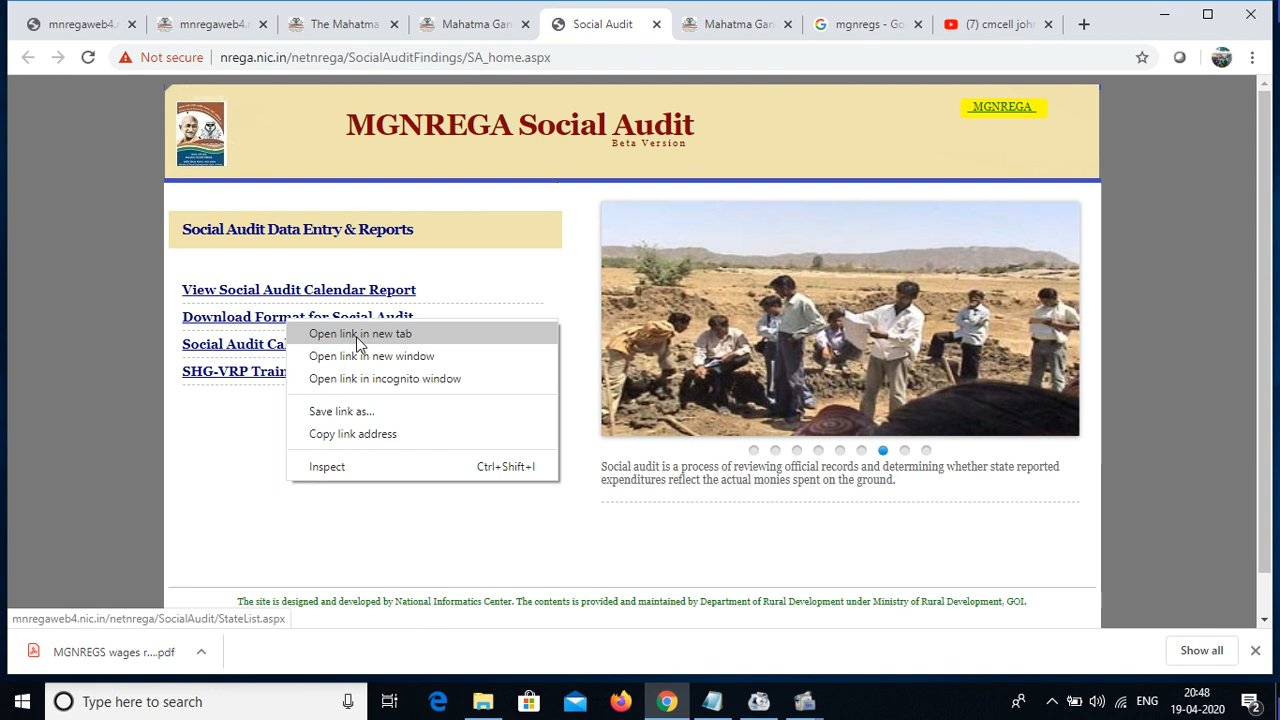 mnregaweb4.n
mnregaweb4.n
The Mahatma
Mahatma Gan
Social Audit
Mahatma Gan
mgnregs - Go
(7) cmcell joh
Not secure
nrega.nic.in/netnrega/SocialAuditFindings/SA_home.aspx
MGNREGA
MGNREGA Social Audit
Beta Version
Social Audit Data Entry & Reports
View Social Audit Calendar Report
Download Format for Social Audit
Social Audit Cal
SHG-VRP Train
Open link in new tab
Open link in new window
Open link in incognito window
Save link as...
Copy link address
Inspect Ctrl+Shift+I
Social audit is a process of reviewing official records and determining whether state reported
expenditures reflect the actual monies spent on the ground.
The site is designed and developed by National Informatics Center. The contents is provided and maintained by Department of Rural Development under Ministry of Rural Development, GOI.
mnregaweb4.nic.in/netnrega/SocialAudit/StateList.aspx
MGNREGS wages r....pdf
Show all
Type here to search
ENG
20:48
19-04-2020
2